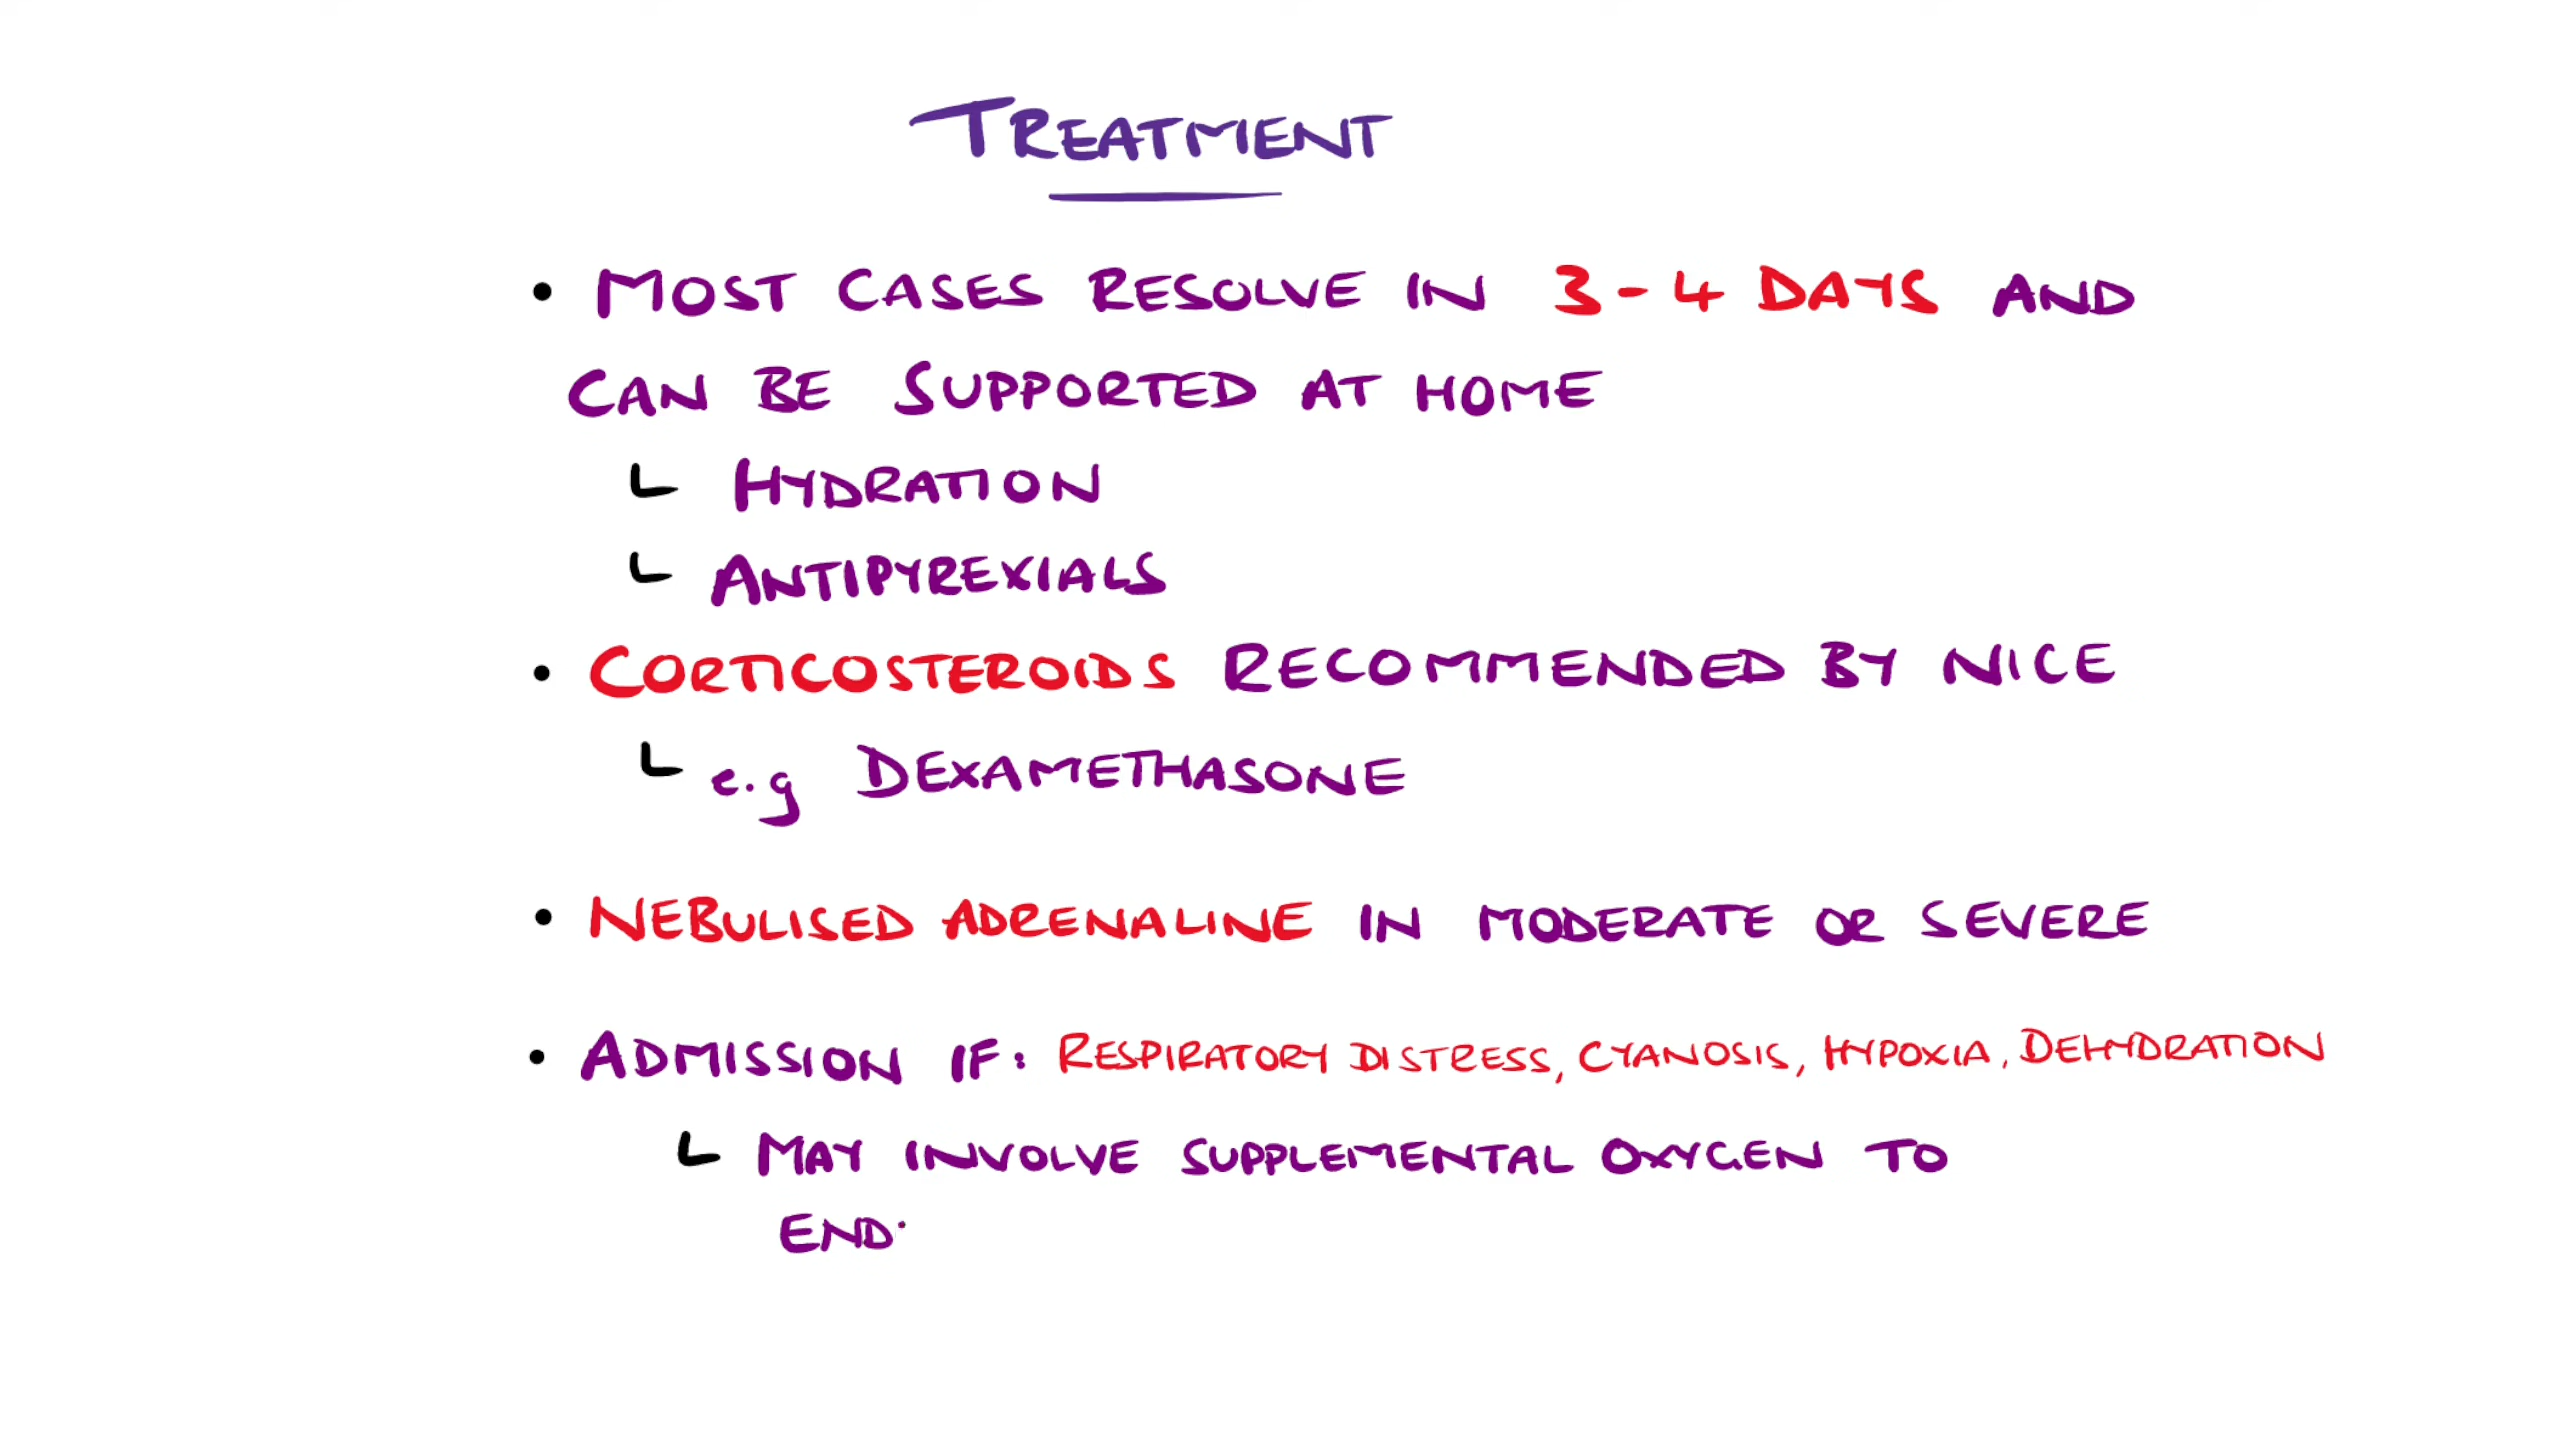 TREATMENT
• MOST CASES RESOLVE IN 3-4 DAYS AND
CAN BE SUPPORTED AT HOME
HYDRATION
ANTIPYREXIALS
• CORTICOSTEROIDS RECOMMENDED BY NICE
e.g DEXAMETHASONE
• NEBULISED ADRENALINE IN MODERATE OR SEVERE
• ADMISSION IF: RESPIRATORY DISTRESS, CYANOSIS, HYPOXIA, DEHYDRATION
MAY INVOLVE SUPPLEMENTAL OXYGEN TO
END